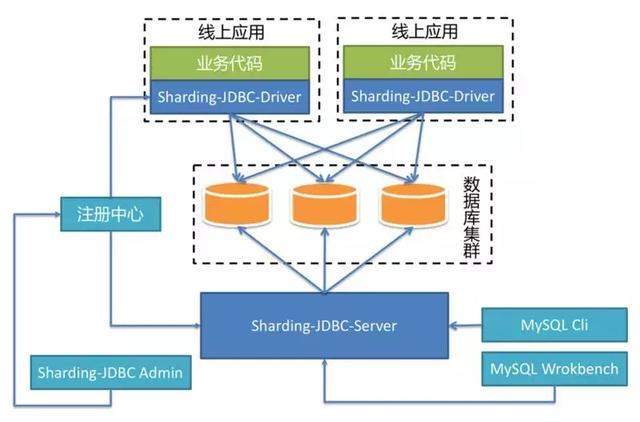 线上应用
业务代码
Sharding-JDBC-Driver
线上应用
业务代码
Sharding-JDBC-Driver
数据库集群
注册中心
Sharding-JDBC-Server
MySQL Cli
Sharding-JDBC Admin
MySQL Wrokbench